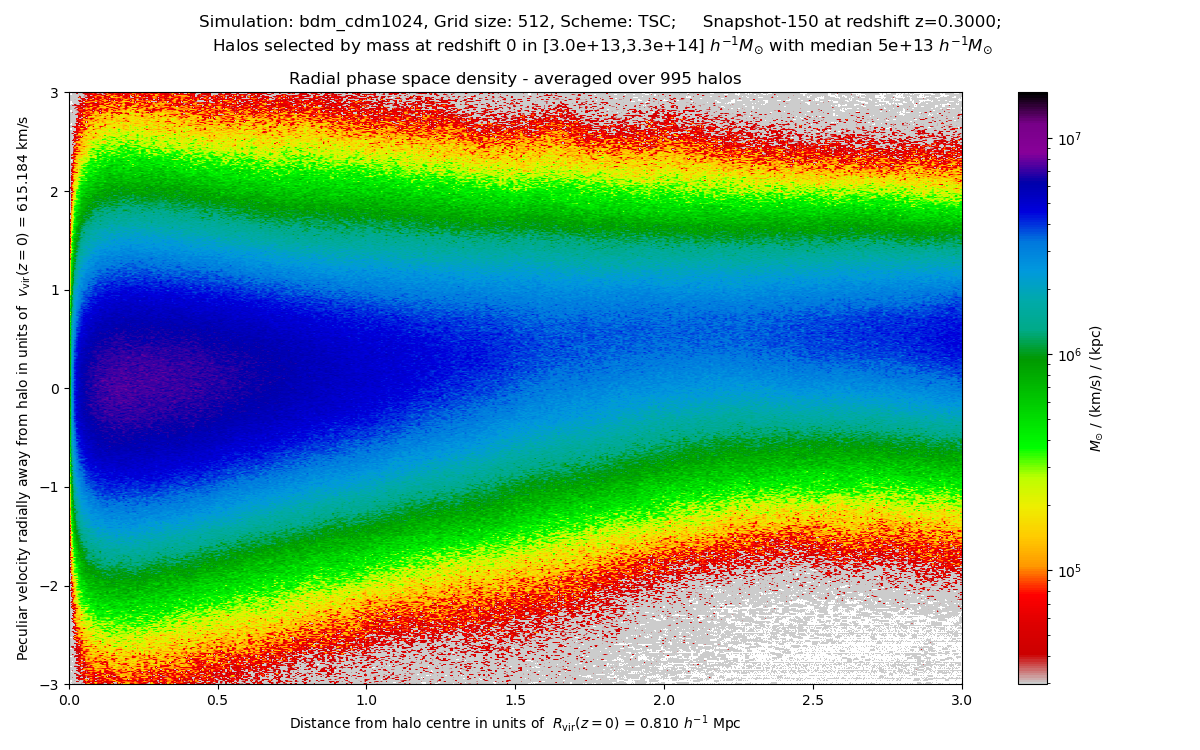 Simulation: bdm_cdm1024, Grid size: 512, Scheme: TSC; Snapshot-150 at redshift z=0.3000;
Halos selected by mass at redshift 0 in [3.0e+13,3.3e+14] h⁻¹M⊙ with median 5e+13 h⁻¹M⊙
Radial phase space density - averaged over 995 halos
Peculiar velocity radially away from halo in units of v_vir(z = 0) = 615.184 km/s
3
2
1
0
−1
−2
−3
0.0 0.5 1.0 1.5 2.0 2.5 3.0
Distance from halo centre in units of R_vir(z = 0) = 0.810 h⁻¹ Mpc
10⁷
10⁶
10⁵
M⊙ / (km/s) / (kpc)